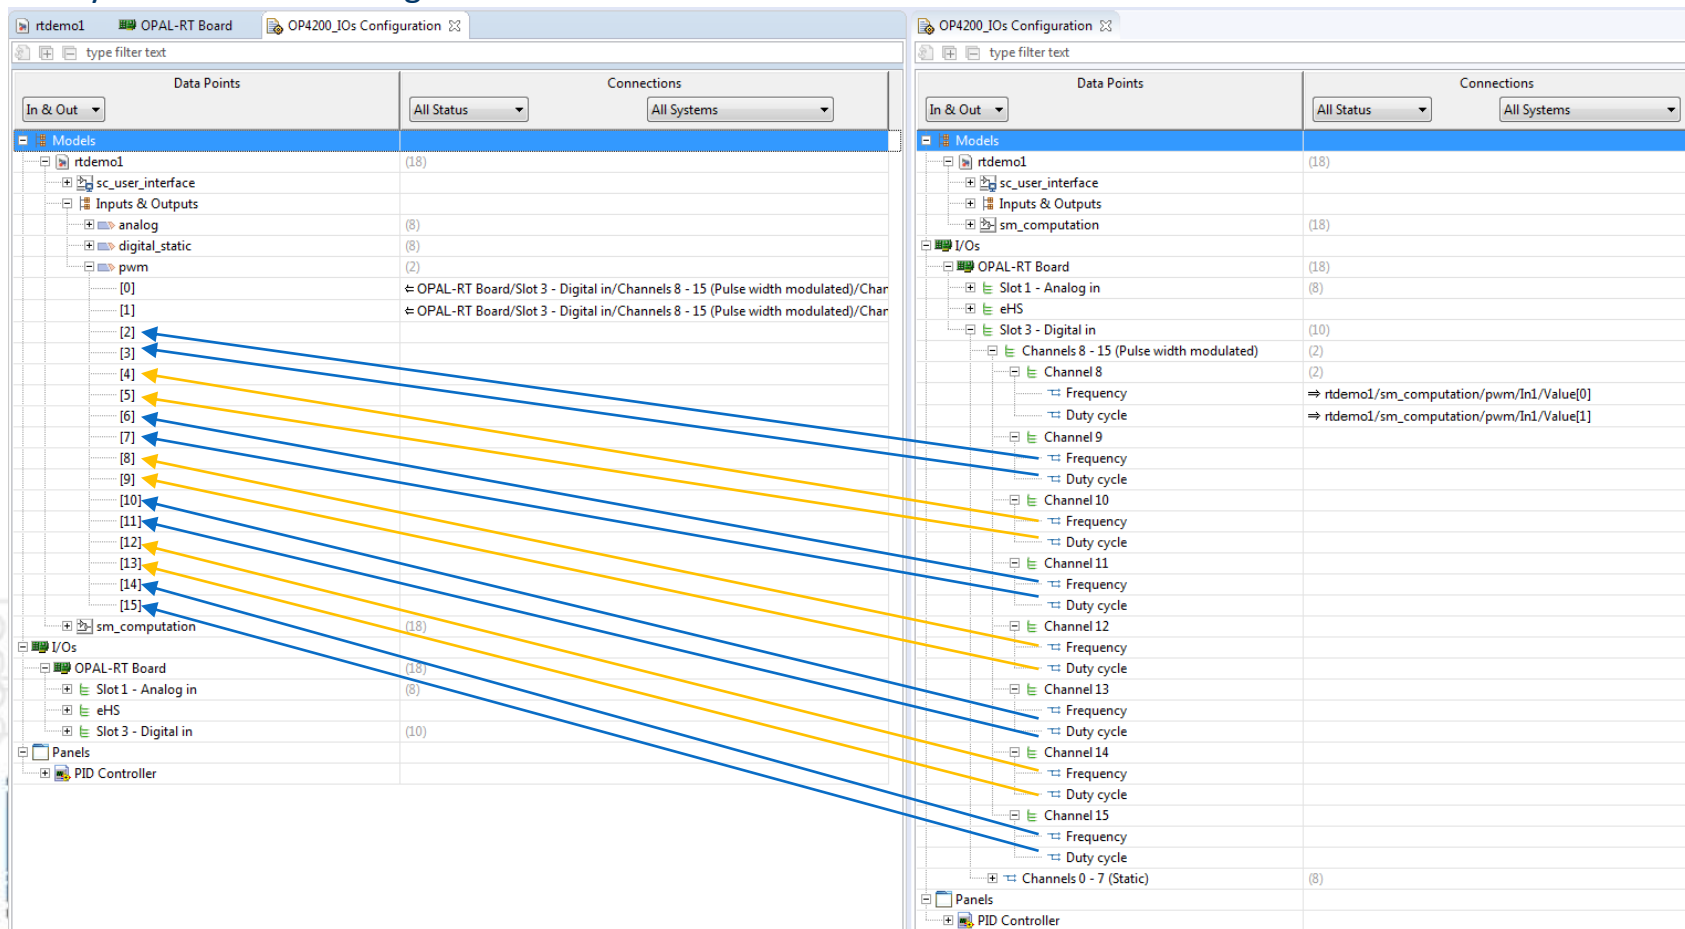 rtdemo1 OPAL-RT Board OP4200_IOs Configuration
type filter text
Data Points Connections
In & Out All Status All Systems
Models
rtdemo1 (18)
sc_user_interface
Inputs & Outputs
analog (8)
digital_static (8)
pwm (2)
[0] ⇐ OPAL-RT Board/Slot 3 - Digital in/Channels 8 - 15 (Pulse width modulated)/Char
[1] ⇐ OPAL-RT Board/Slot 3 - Digital in/Channels 8 - 15 (Pulse width modulated)/Char
[2]
[3]
[4]
[5]
[6]
[7]
[8]
[9]
[10]
[11]
[12]
[13]
[14]
[15]
sm_computation (18)
I/Os
OPAL-RT Board (18)
Slot 1 - Analog in (8)
eHS
Slot 3 - Digital in (10)
Panels
PID Controller
OP4200_IOs Configuration
type filter text
Data Points Connections
In & Out All Status All Systems
Models
rtdemo1 (18)
sc_user_interface
Inputs & Outputs
sm_computation (18)
I/Os
OPAL-RT Board (18)
Slot 1 - Analog in (8)
eHS
Slot 3 - Digital in (10)
Channels 8 - 15 (Pulse width modulated) (2)
Channel 8 (2)
Frequency ⇒ rtdemo1/sm_computation/pwm/In1/Value[0]
Duty cycle ⇒ rtdemo1/sm_computation/pwm/In1/Value[1]
Channel 9
Frequency
Duty cycle
Channel 10
Frequency
Duty cycle
Channel 11
Frequency
Duty cycle
Channel 12
Frequency
Duty cycle
Channel 13
Frequency
Duty cycle
Channel 14
Frequency
Duty cycle
Channel 15
Frequency
Duty cycle
Channels 0 - 7 (Static) (8)
Panels
PID Controller